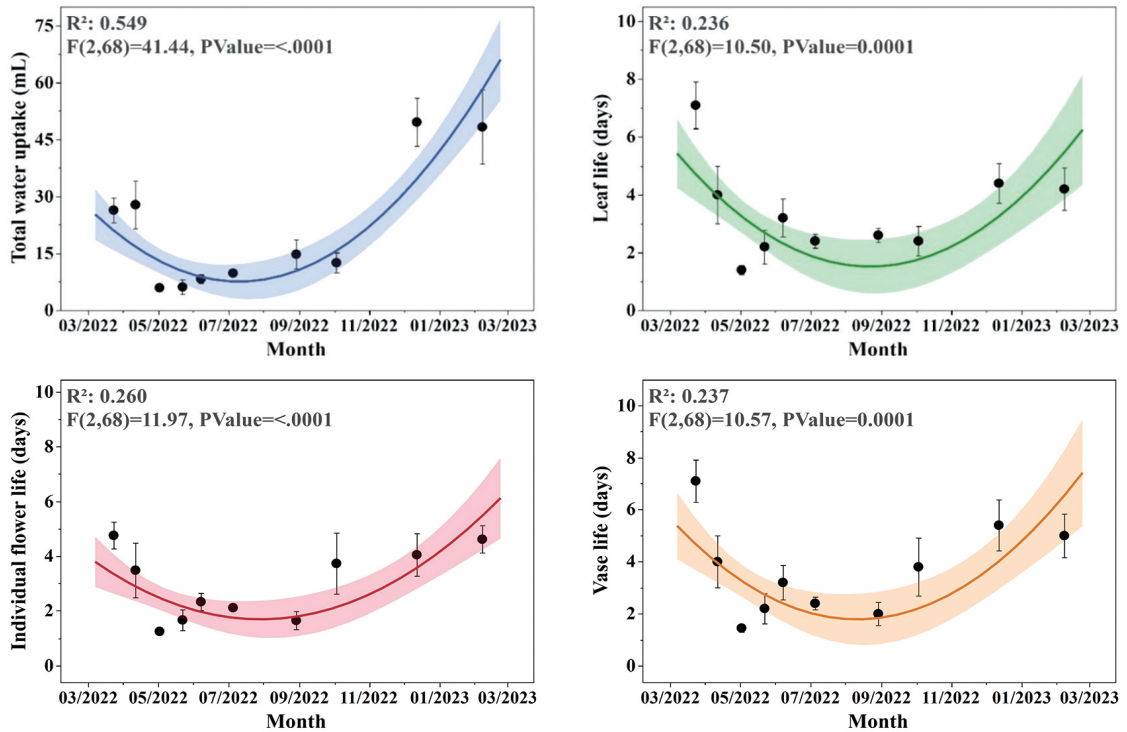 R²: 0.549
F(2,68)=41.44, PValue=<.0001
Total water uptake (mL)
75
60
45
30
15
0
03/2022 05/2022 07/2022 09/2022 11/2022 01/2023 03/2023
Month
R²: 0.236
F(2,68)=10.50, PValue=0.0001
Leaf life (days)
10
8
6
4
2
0
03/2022 05/2022 07/2022 09/2022 11/2022 01/2023 03/2023
Month
R²: 0.260
F(2,68)=11.97, PValue=<.0001
Individual flower life (days)
10
8
6
4
2
0
03/2022 05/2022 07/2022 09/2022 11/2022 01/2023 03/2023
Month
R²: 0.237
F(2,68)=10.57, PValue=0.0001
Vase life (days)
10
8
6
4
2
0
03/2022 05/2022 07/2022 09/2022 11/2022 01/2023 03/2023
Month